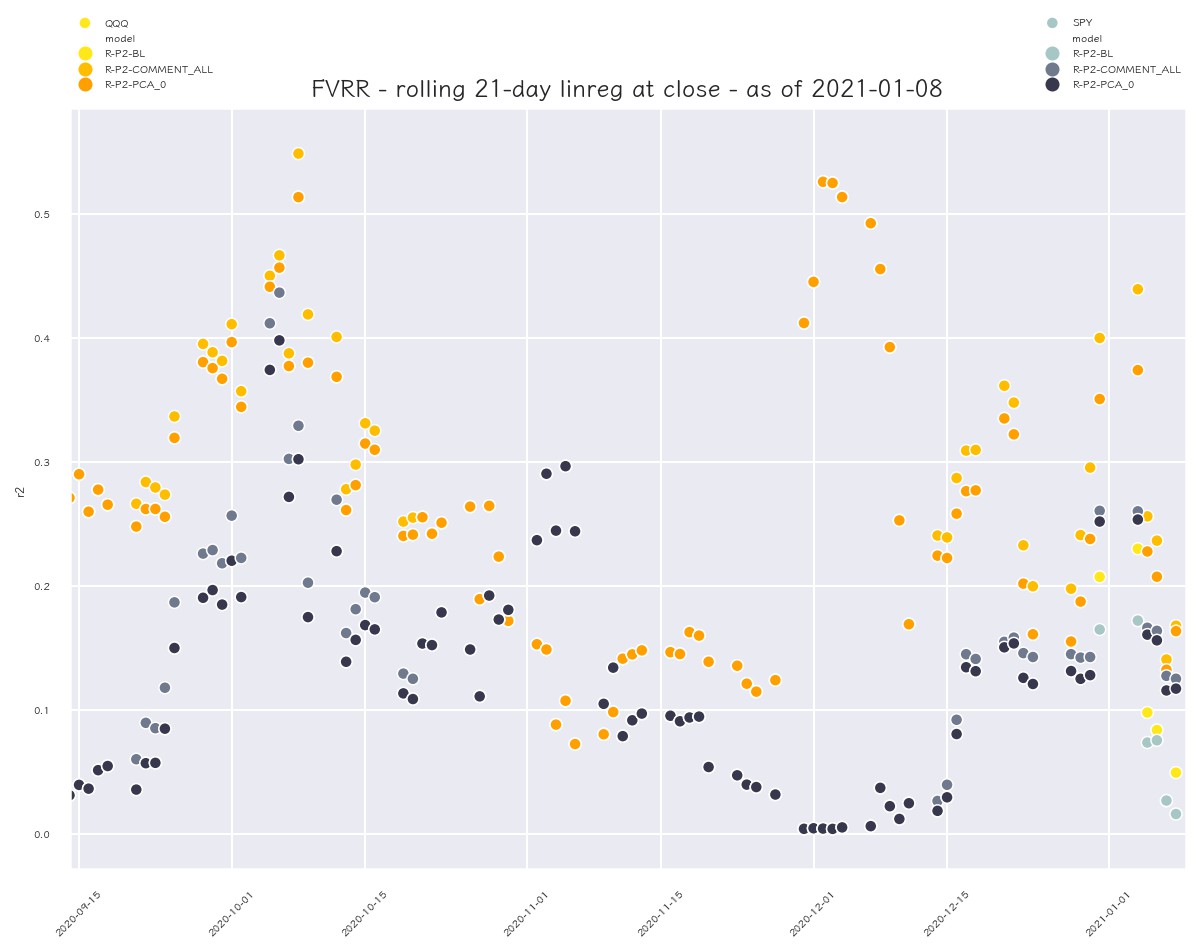 QQQ
model
R-P2-BL
R-P2-COMMENT_ALL
R-P2-PCA_0
SPY
model
R-P2-BL
R-P2-COMMENT_ALL
R-P2-PCA_0
FVRR - rolling 21-day linreg at close - as of 2021-01-08
r2
0.5
0.4
0.3
0.2
0.1
0.0
2020-09-15
2020-10-01
2020-10-15
2020-11-01
2020-11-15
2020-12-01
2020-12-15
2021-01-01